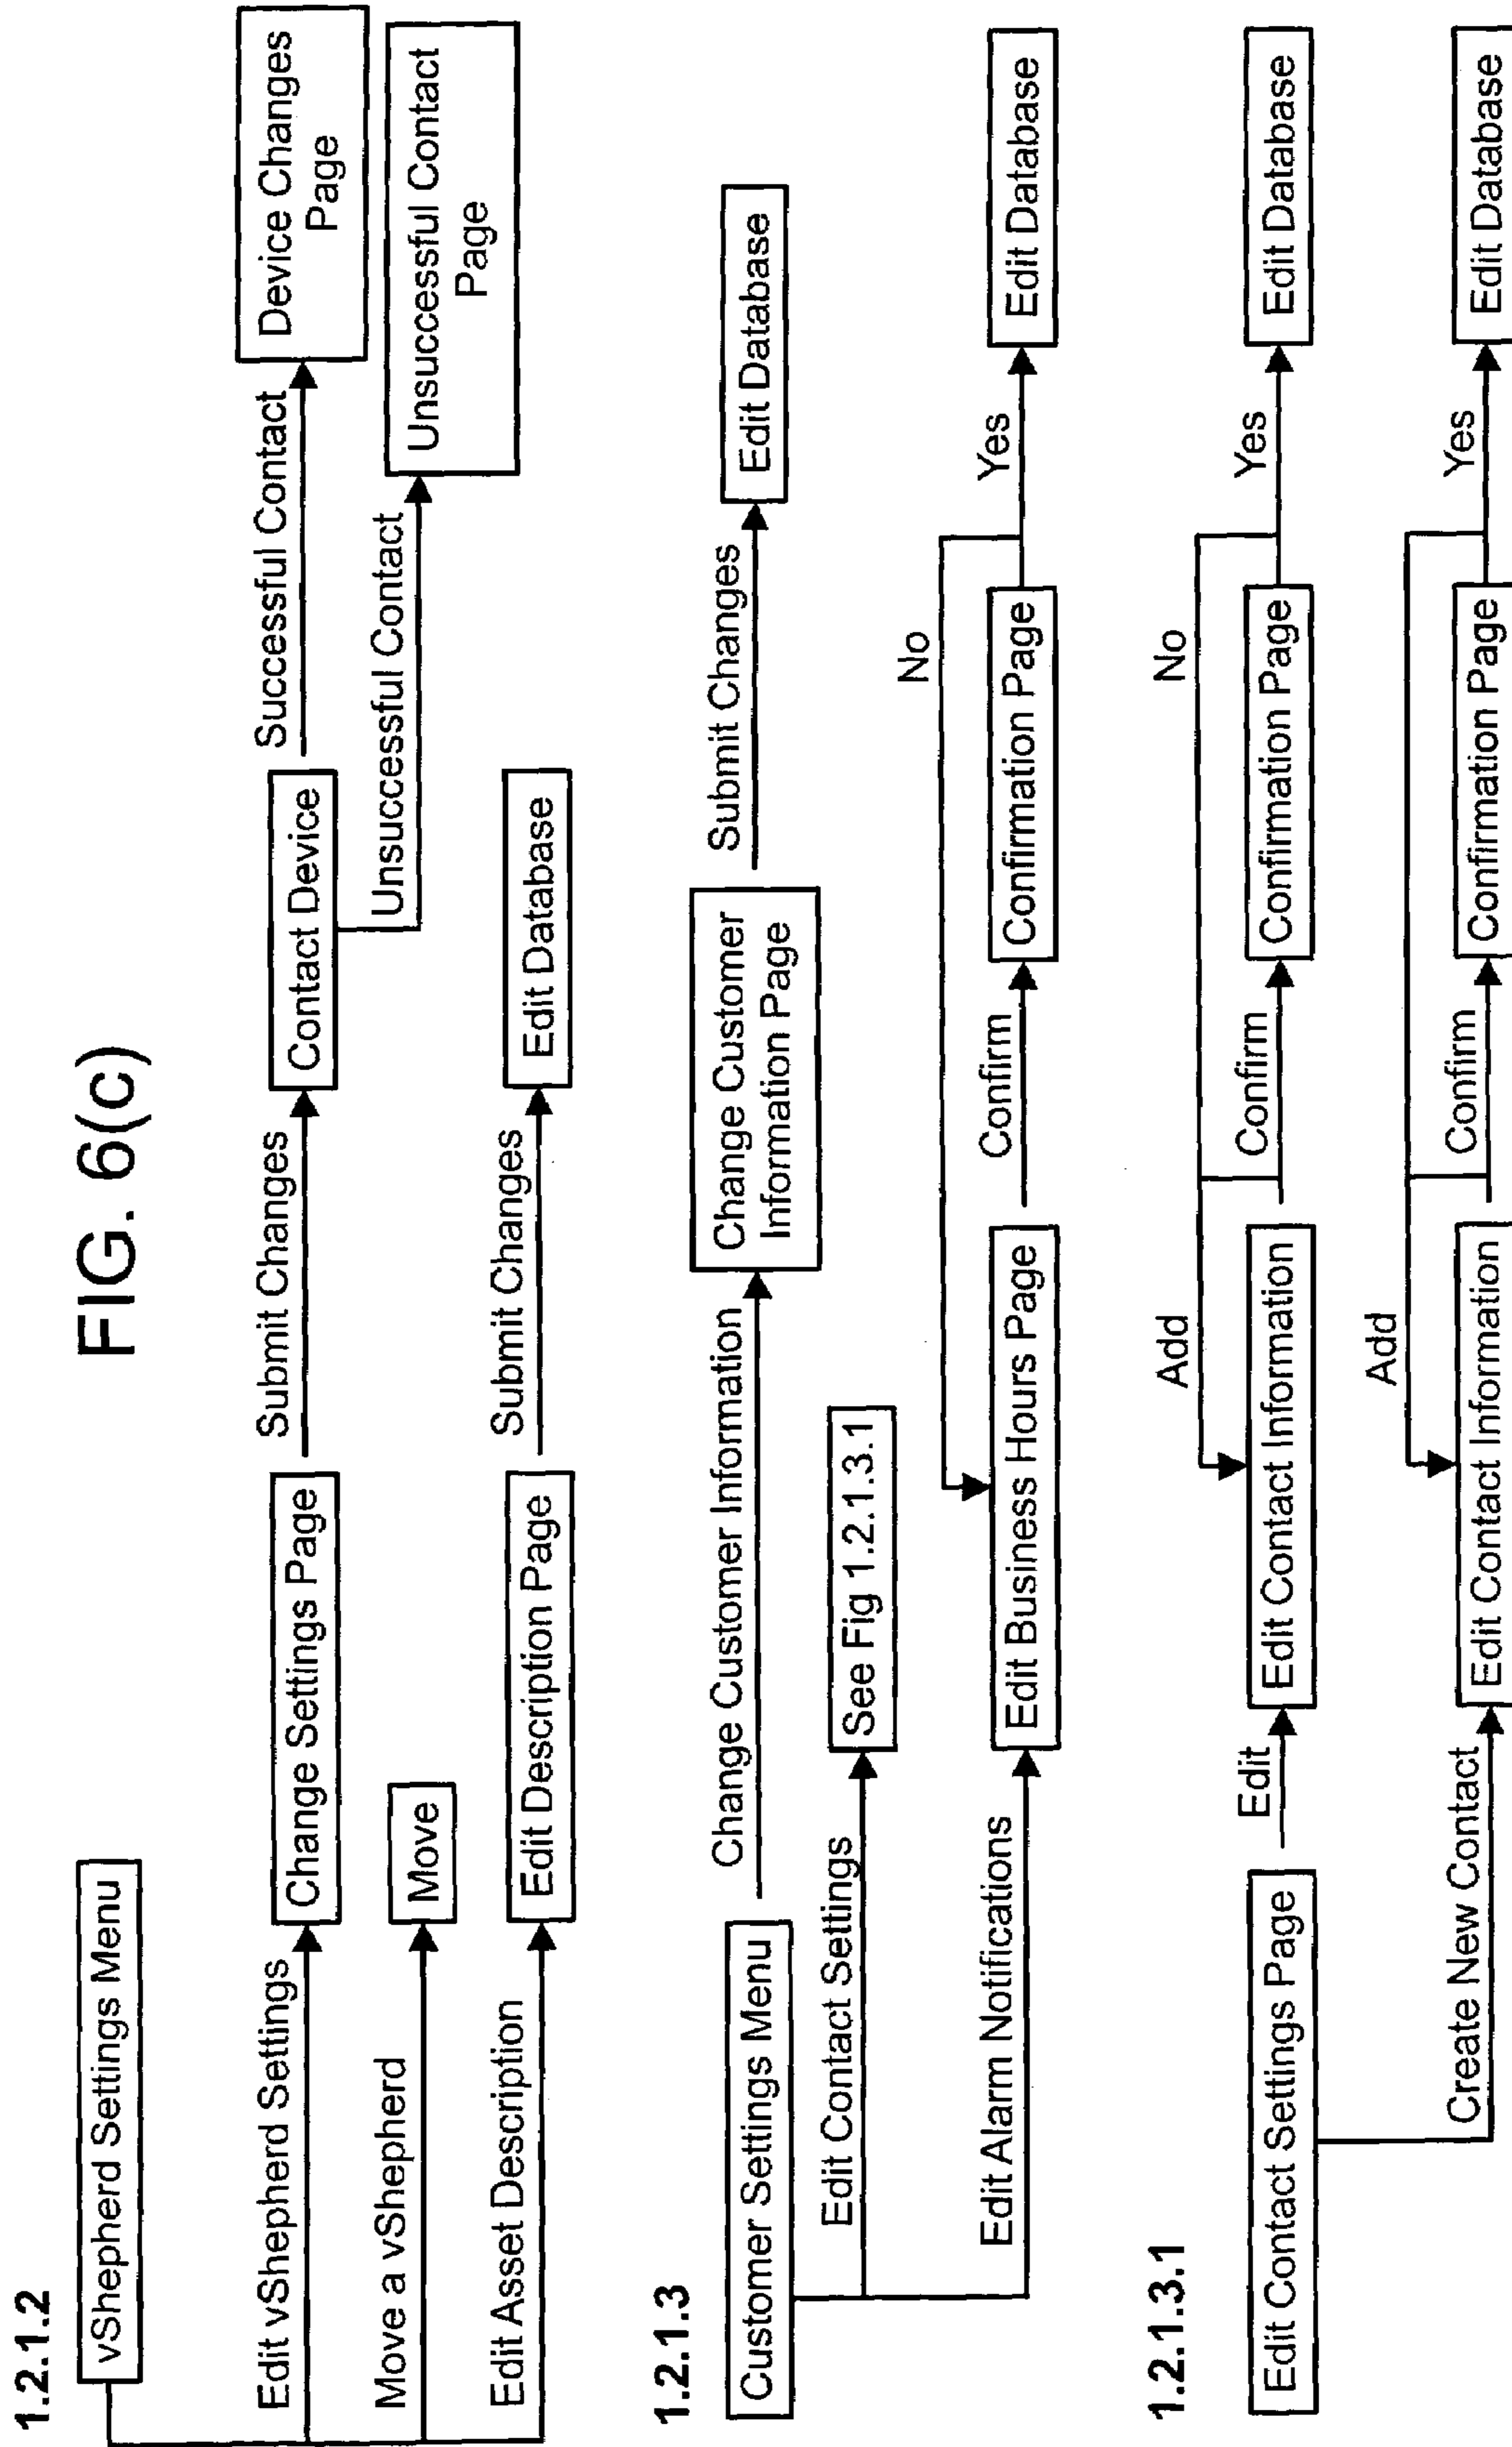 FIG. 6(c)
1.2.1.2
vShepherd Settings Menu
Edit vShepherd Settings
Change Settings Page
Submit Changes
Contact Device
Successful Contact
Device Changes
Page
Unsuccessful Contact
Unsuccessful Contact
Page
Move a vShepherd
Move
Edit Asset Description
Edit Description Page
Submit Changes
Edit Database
1.2.1.3
Customer Settings Menu
Change Customer Information
Change Customer
Information Page
Submit Changes
Edit Database
Edit Contact Settings
See Fig 1.2.1.3.1
Edit Alarm Notifications
Edit Business Hours Page
Confirm
Confirmation Page
No
Yes
Edit Database
1.2.1.3.1
Edit Contact Settings Page
Edit
Edit Contact Information
Add
Confirm
Confirmation Page
No
Yes
Edit Database
Create New Contact
Edit Contact Information
Add
Confirm
Confirmation Page
Yes
Edit Database